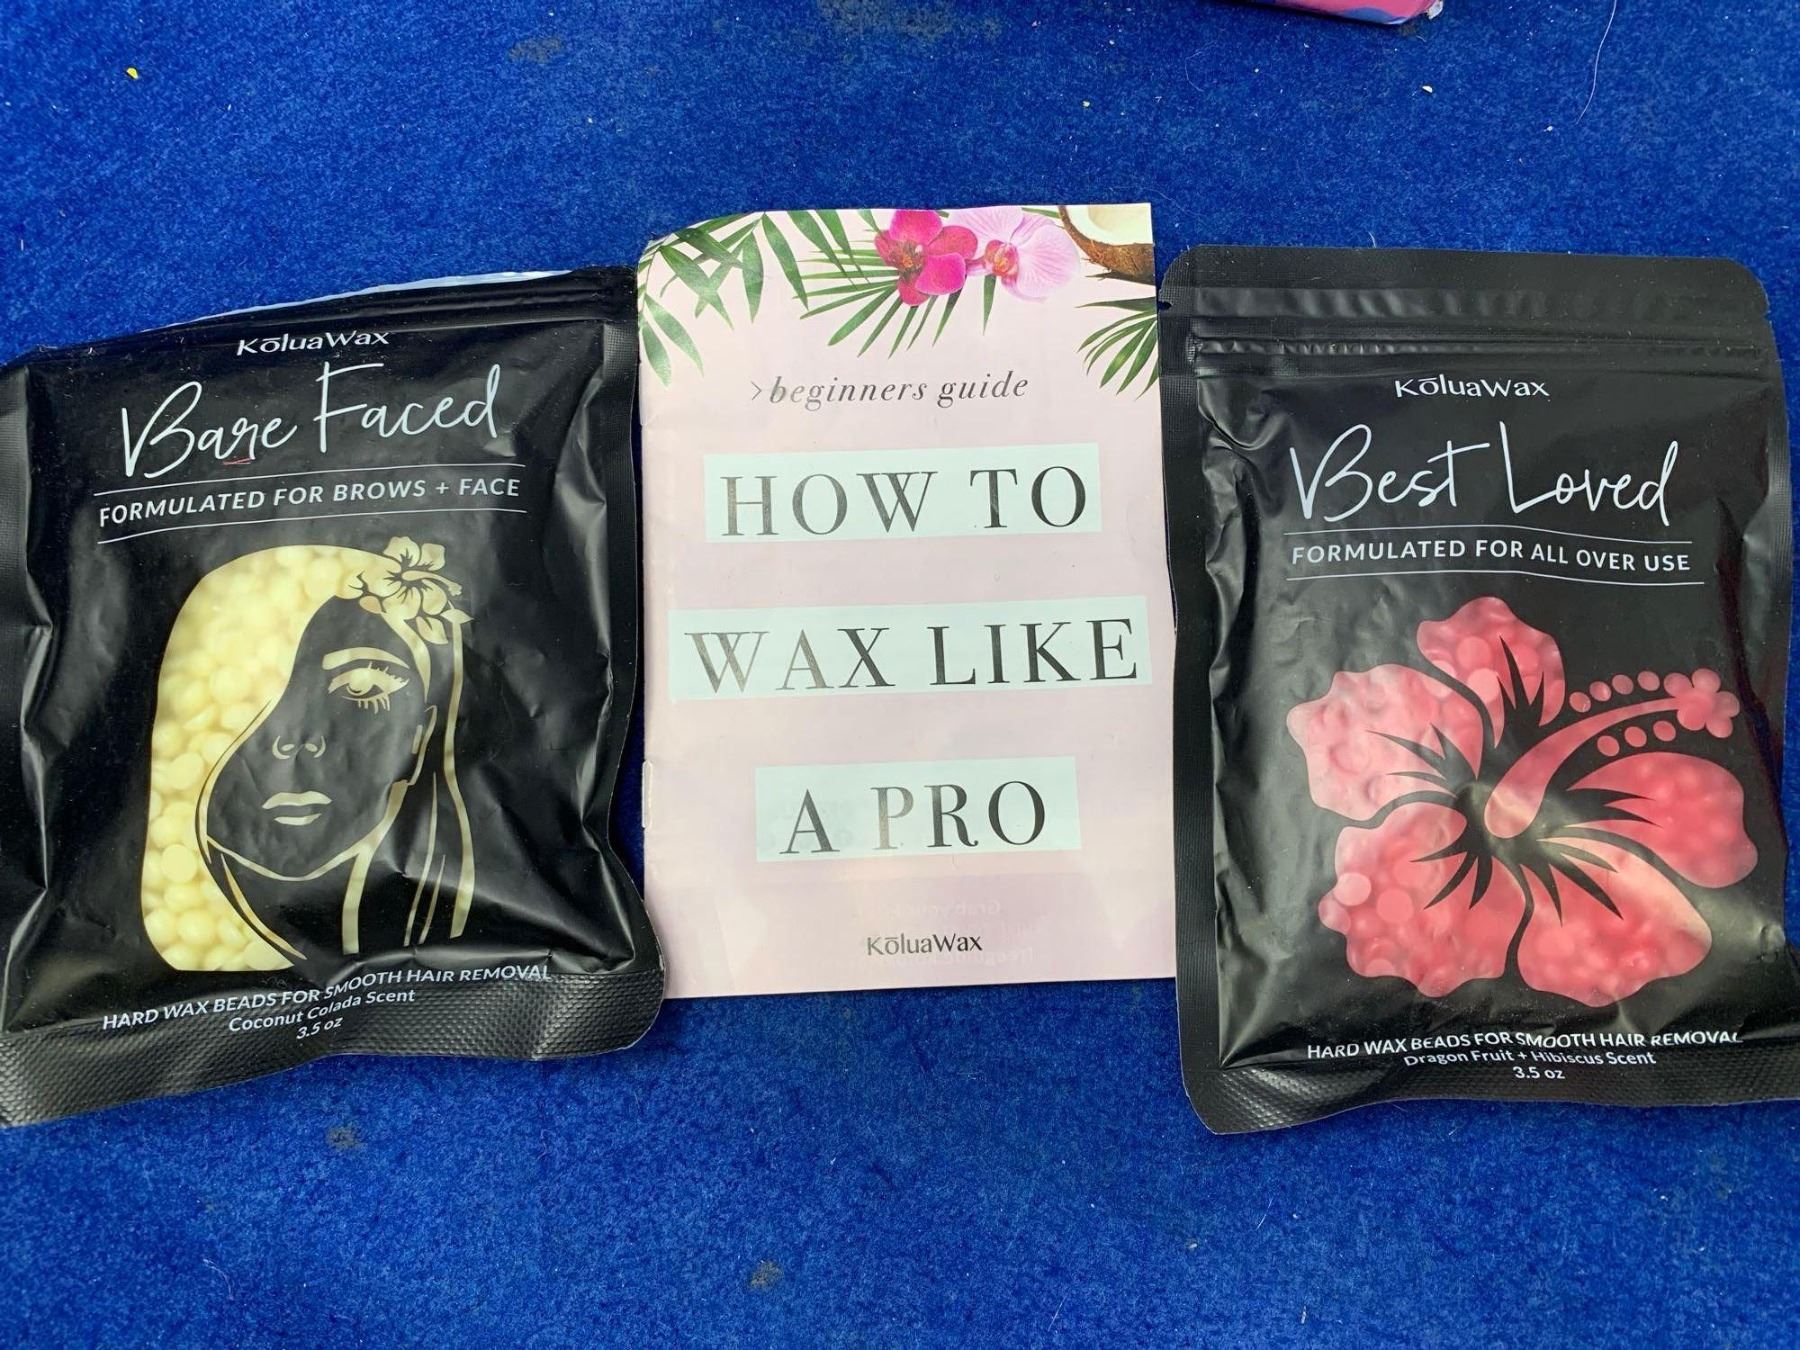 KōluaWax
Bare Faced
FORMULATED FOR BROWS + FACE
HARD WAX BEADS FOR SMOOTH HAIR REMOVAL
Coconut Colada Scent
3.5 oz
>beginners guide
HOW TO
WAX LIKE
A PRO
KōluaWax
KōluaWax
Best Loved
FORMULATED FOR ALL OVER USE
HARD WAX BEADS FOR SMOOTH HAIR REMOVAL
Dragon Fruit + Hibiscus Scent
3.5 oz